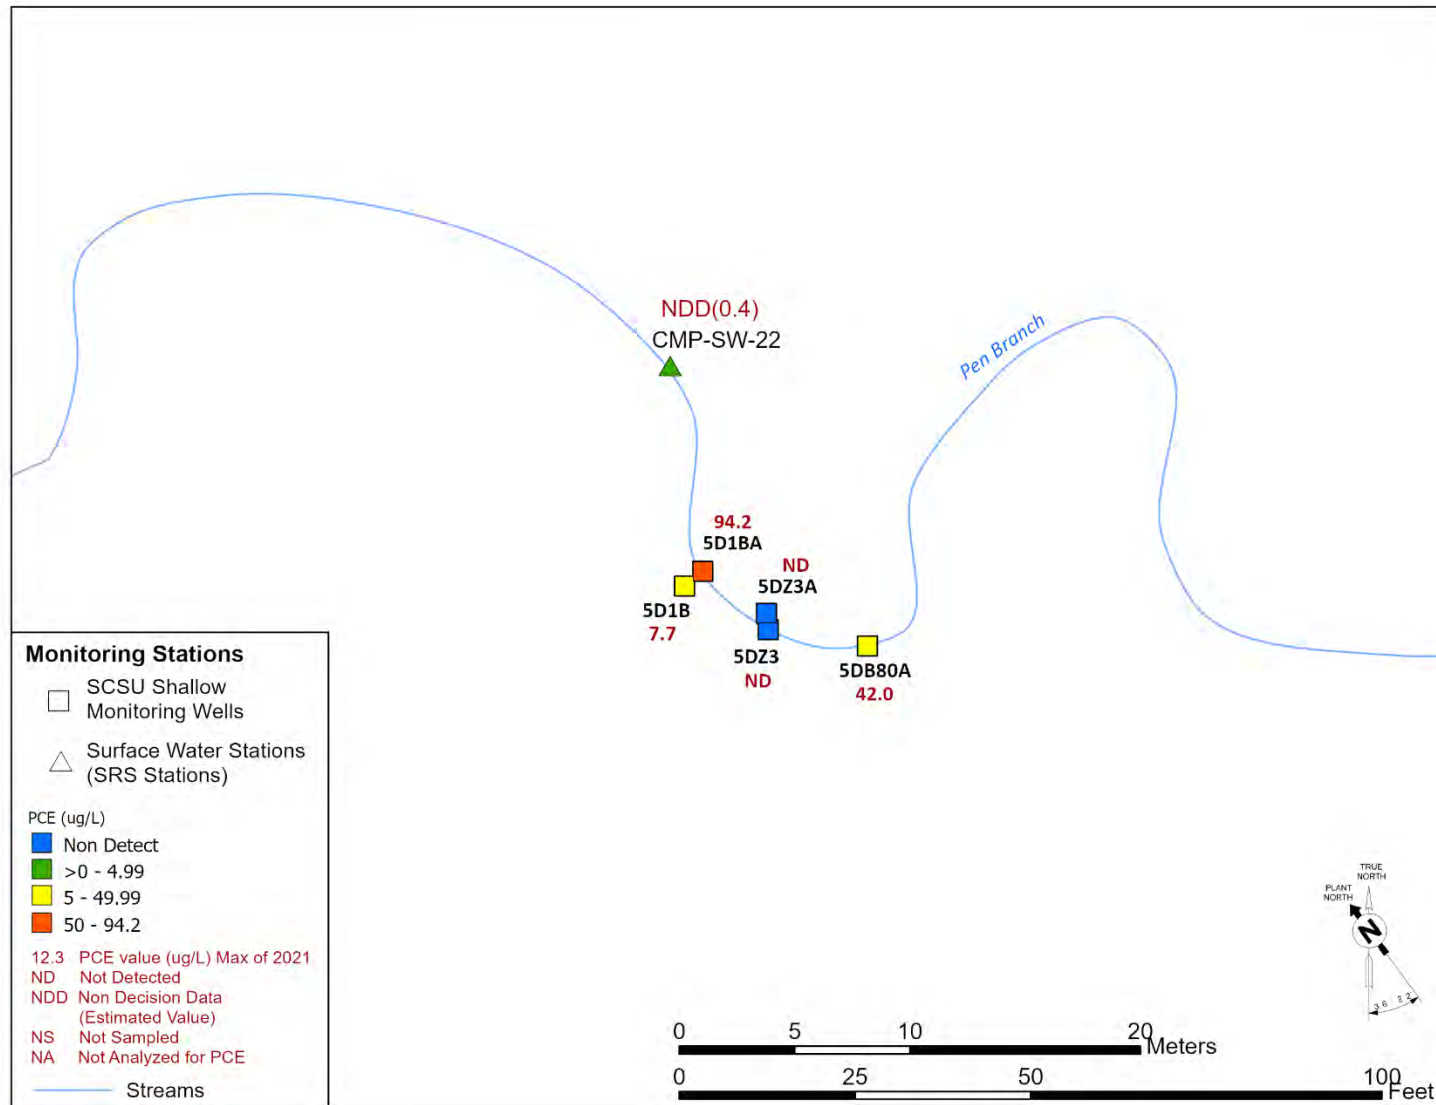 NDD(0.4)
CMP-SW-22
Pen Branch
94.2
5D1BA
ND
5DZ3A
5D1B
7.7
5DZ3
ND
5DB80A
42.0
Monitoring Stations
SCSU Shallow
Monitoring Wells
Surface Water Stations
(SRS Stations)
PCE (ug/L)
Non Detect
>0 - 4.99
5 - 49.99
50 - 94.2
12.3 PCE value (ug/L) Max of 2021
ND Not Detected
NDD Non Decision Data
(Estimated Value)
NS Not Sampled
NA Not Analyzed for PCE
Streams
TRUE
NORTH
PLANT
NORTH
N
36 22
0 5 10 20
Meters
0 25 50 100
Feet